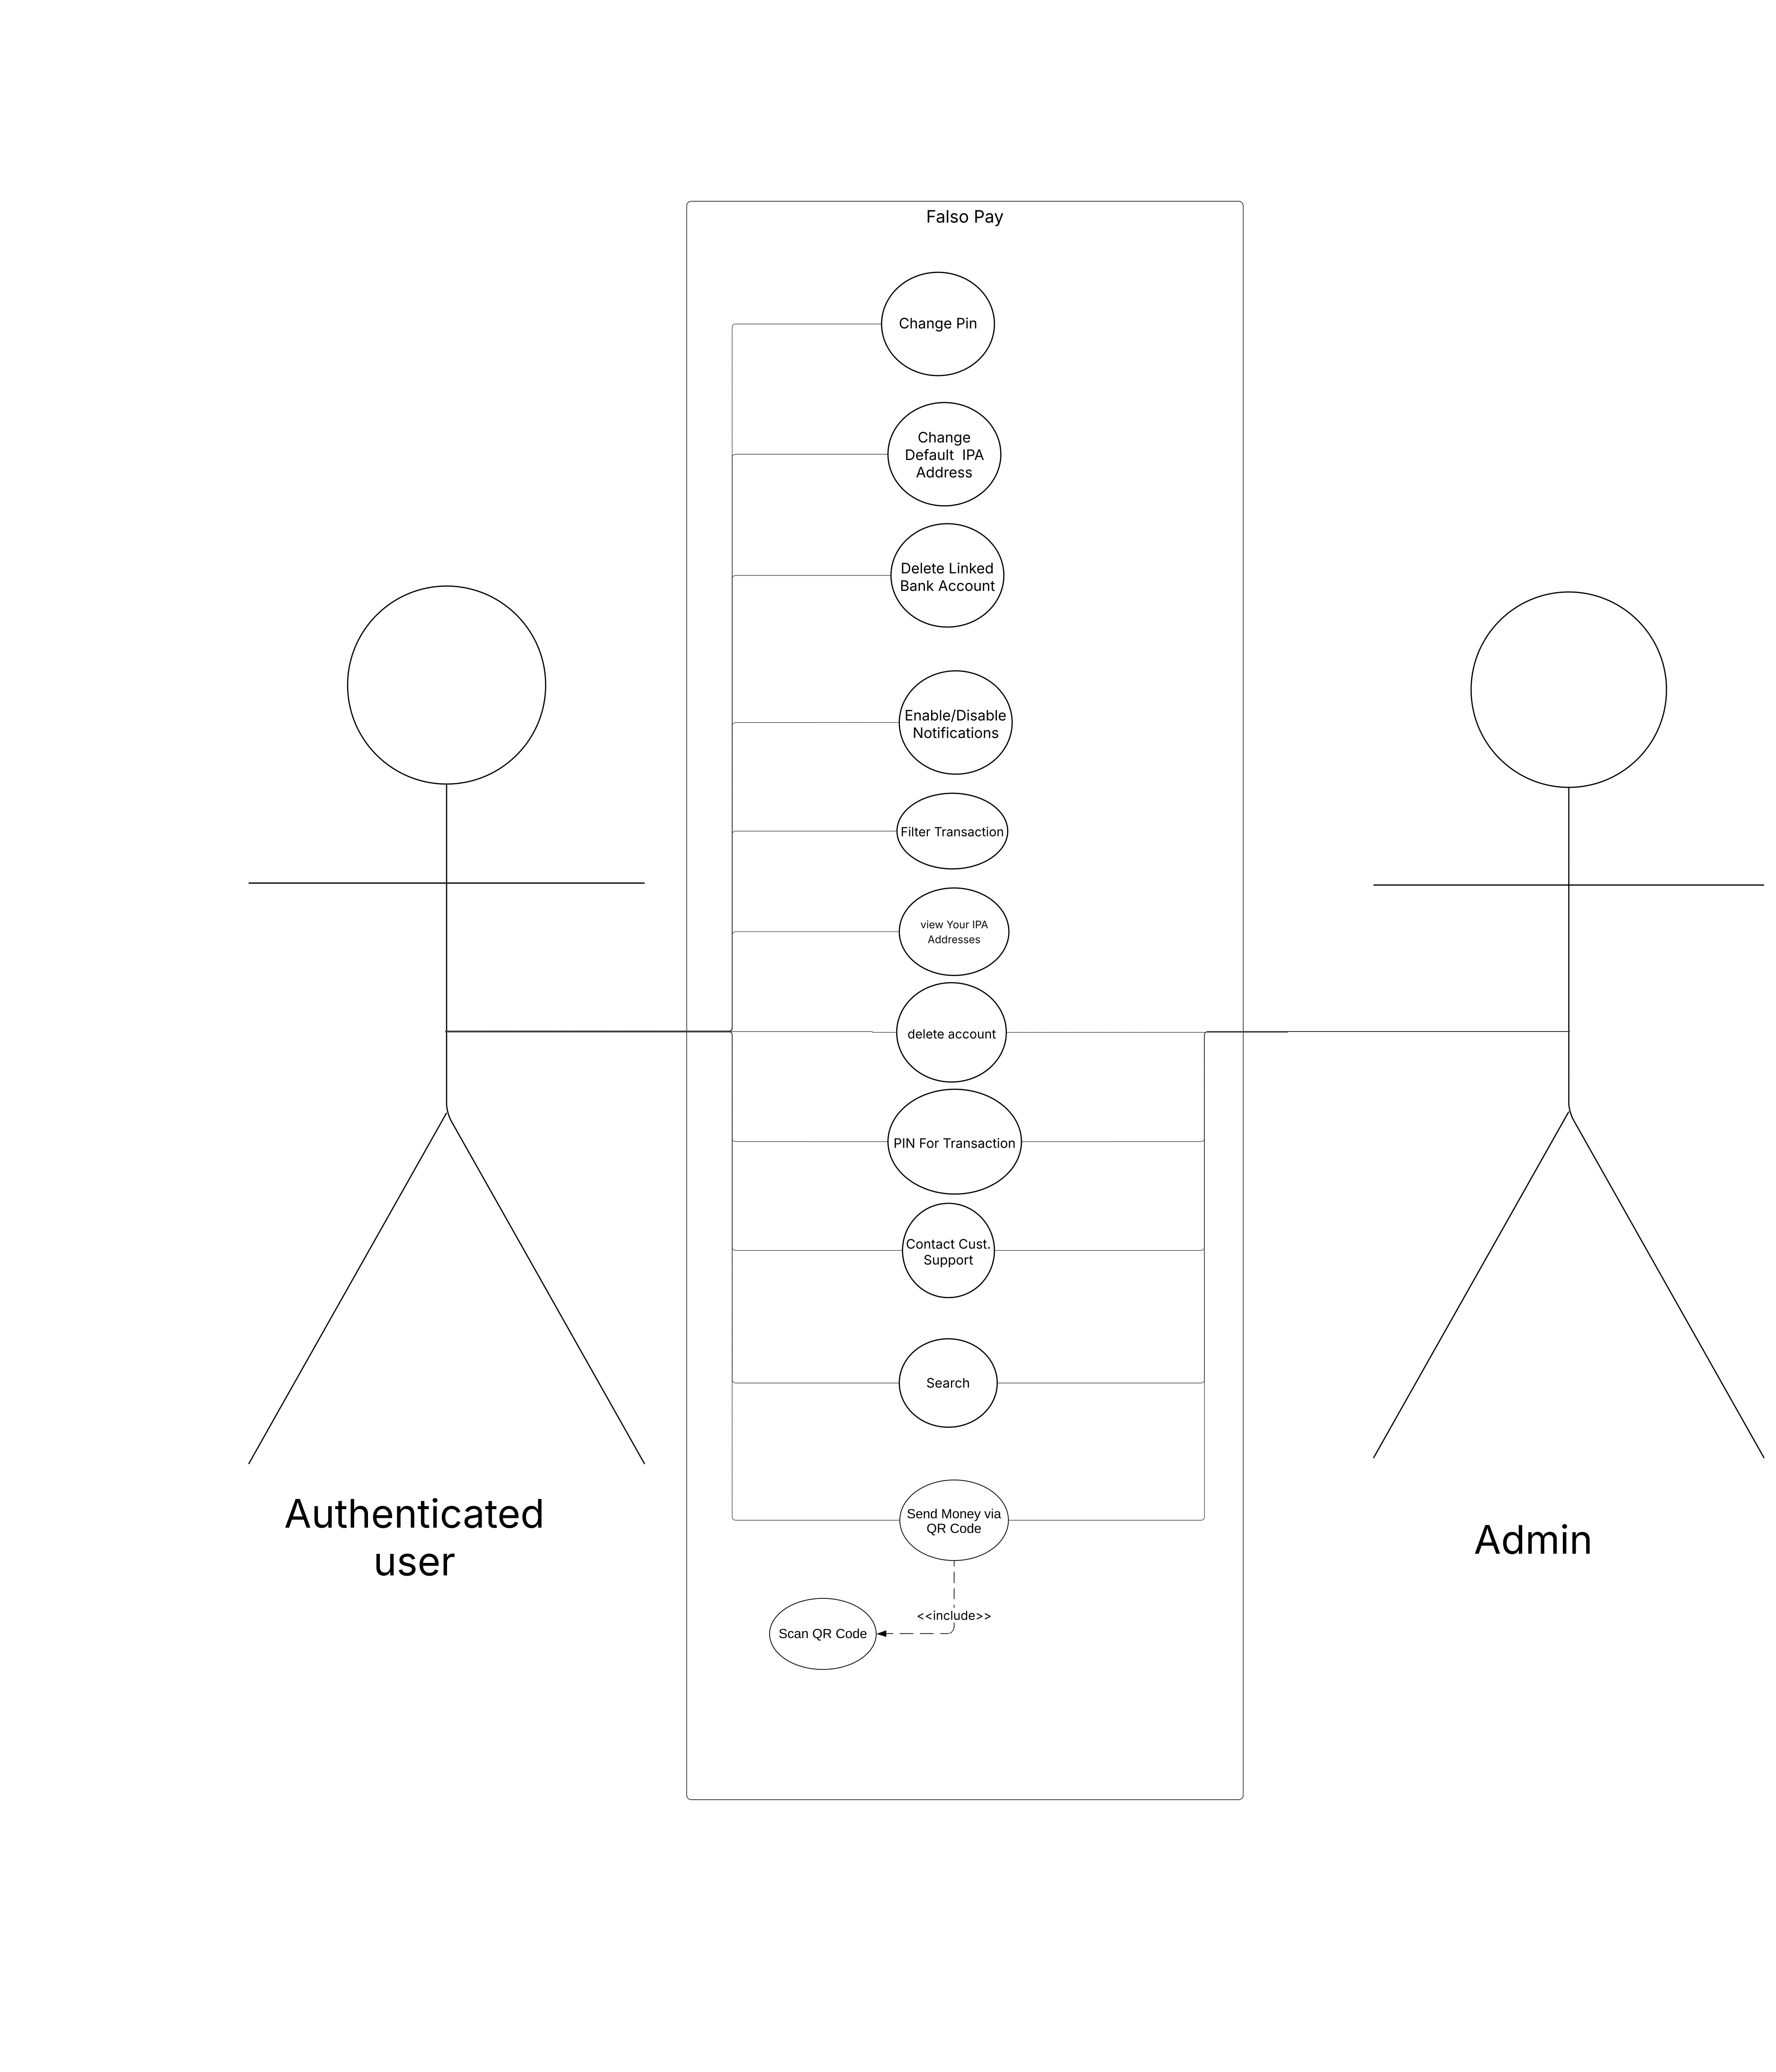 Falso Pay
Change Pin
Change
Default  IPA
Address
Delete Linked
Bank Account
Enable/Disable
Notifications
Filter Transaction
view Your IPA
Addresses
delete account
PIN For Transaction
Contact Cust.
Support
Search
Send Money via
QR Code
<<include>>
Scan QR Code
Authenticated
user
Admin